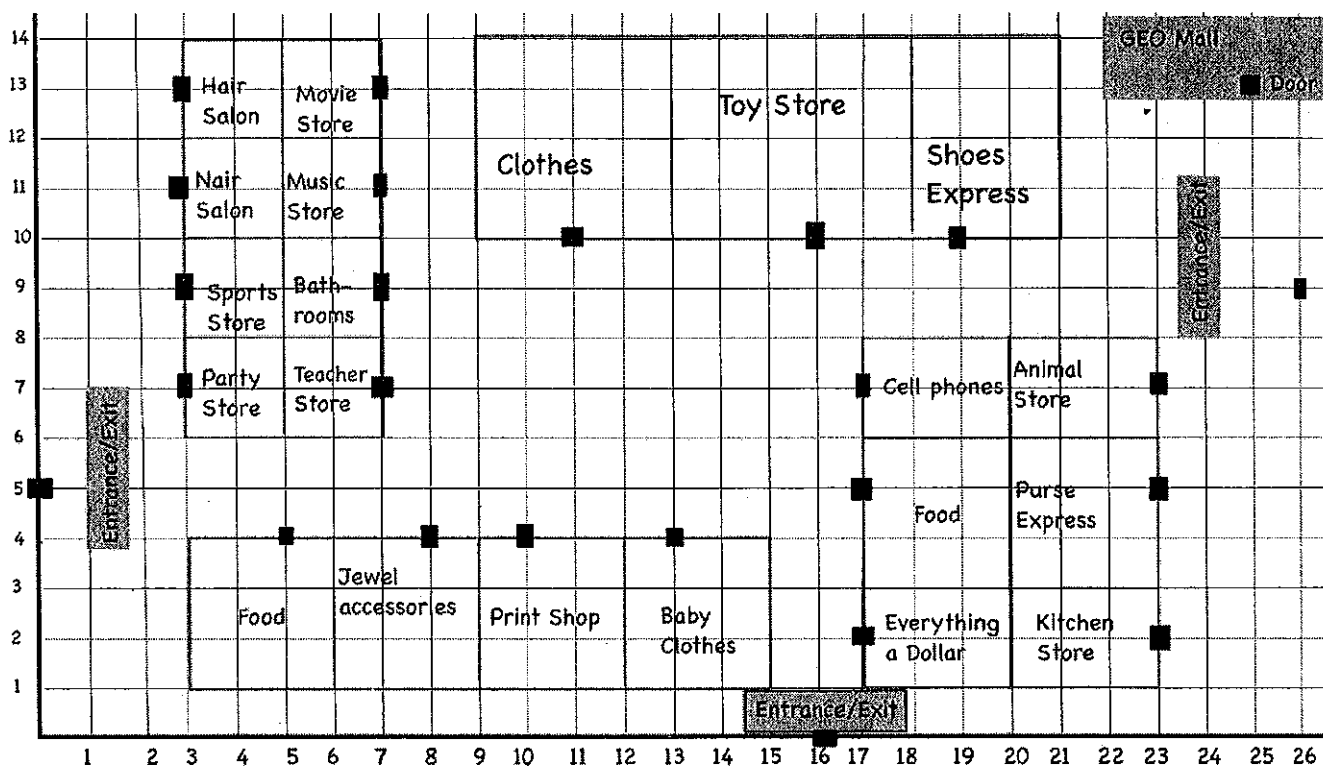 14
GEO Mall
13
Door
Hair
Salon
Movie
Store
Toy Store
12
Clothes
Shoes
Express
11
Nair
Salon
Music
Store
Entrance/Exit
10
9
Sports
Store
Bath-
rooms
8
7
Party
Store
Teacher
Store
Cell phones
Animal
Store
Entrance/Exit
6
5
Food
Purse
Express
4
3
Food
Jewel
accessories
Print Shop
Baby
Clothes
2
Everything
a Dollar
Kitchen
Store
1
Entrance/Exit
1 2 3 4 5 6 7 8 9 10 11 12 13 14 15 16 17 18 19 20 21 22 23 24 25 26